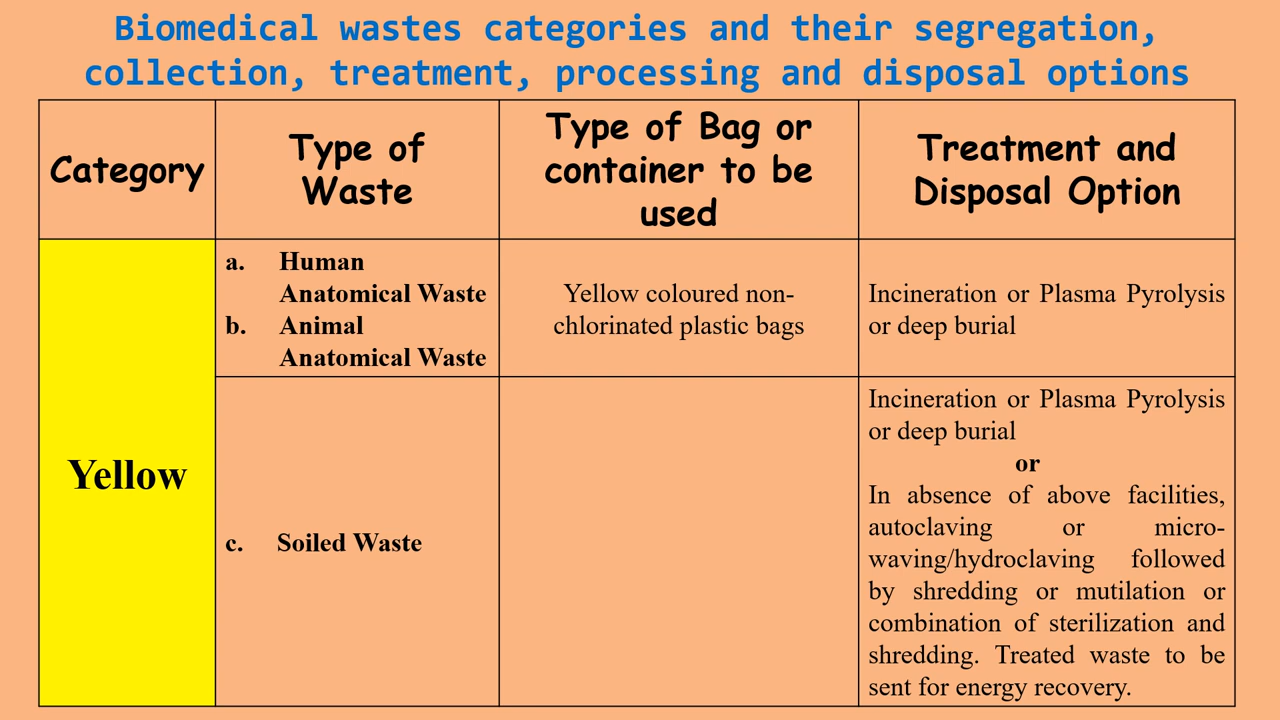 Biomedical wastes categories and their segregation,
collection, treatment, processing and disposal options
Category
Type of
Waste
Type of Bag or
container to be
used
Treatment and
Disposal Option
Yellow
a. Human
Anatomical Waste
b. Animal
Anatomical Waste
Yellow coloured non-
chlorinated plastic bags
Incineration or Plasma Pyrolysis
or deep burial
c. Soiled Waste
Incineration or Plasma Pyrolysis
or deep burial
or
In absence of above facilities,
autoclaving or micro-
waving/hydroclaving followed
by shredding or mutilation or
combination of sterilization and
shredding. Treated waste to be
sent for energy recovery.